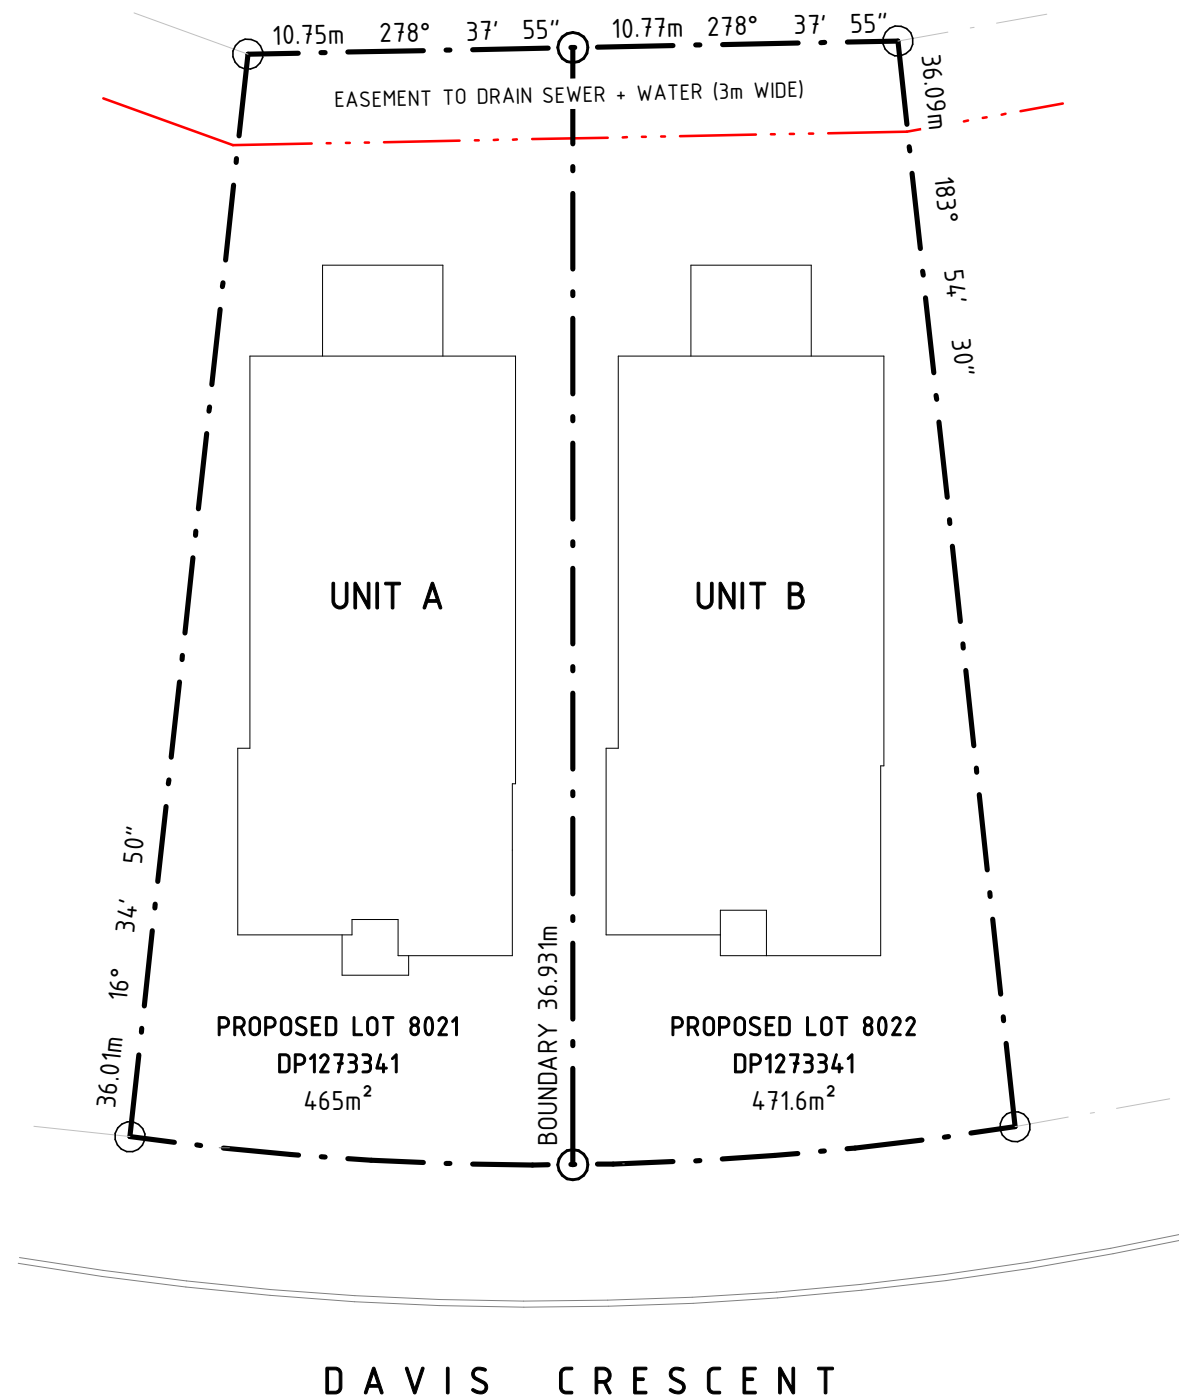 10.75m 278° 37' 55" 10.77m 278° 37' 55"
EASEMENT TO DRAIN SEWER + WATER (3m WIDE)
36.09m 183° 54' 30"
UNIT A
UNIT B
36.01m 16° 34' 50"
BOUNDARY 36.931m
PROPOSED LOT 8021
DP1273341
465m²
PROPOSED LOT 8022
DP1273341
471.6m²
DAVIS CRESCENT